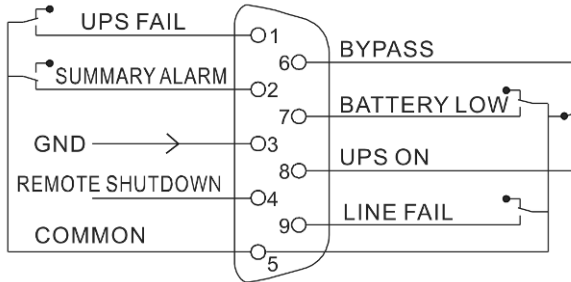 UPS FAIL 1
6 BYPASS
SUMMARY ALARM 2
7 BATTERY LOW
GND 3
8 UPS ON
REMOTE SHUTDOWN 4
9 LINE FAIL
COMMON 5